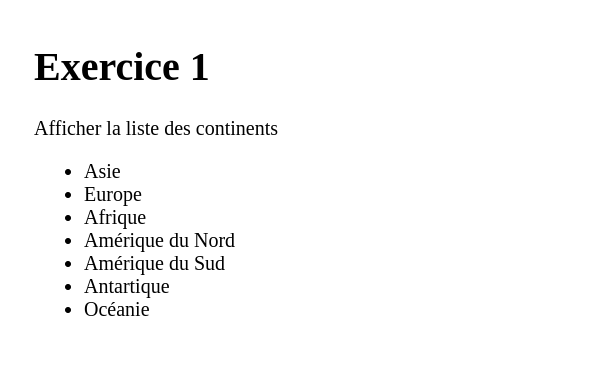 Exercice 1
Afficher la liste des continents
• Asie
• Europe
• Afrique
• Amérique du Nord
• Amérique du Sud
• Antartique
• Océanie